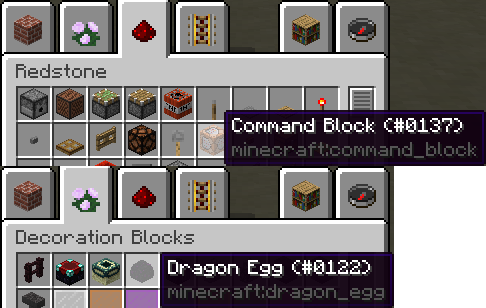 Redstone
Command Block (#0137)
minecraft:command_block
Decoration Blocks
Dragon Egg (#0122)
minecraft:dragon_egg